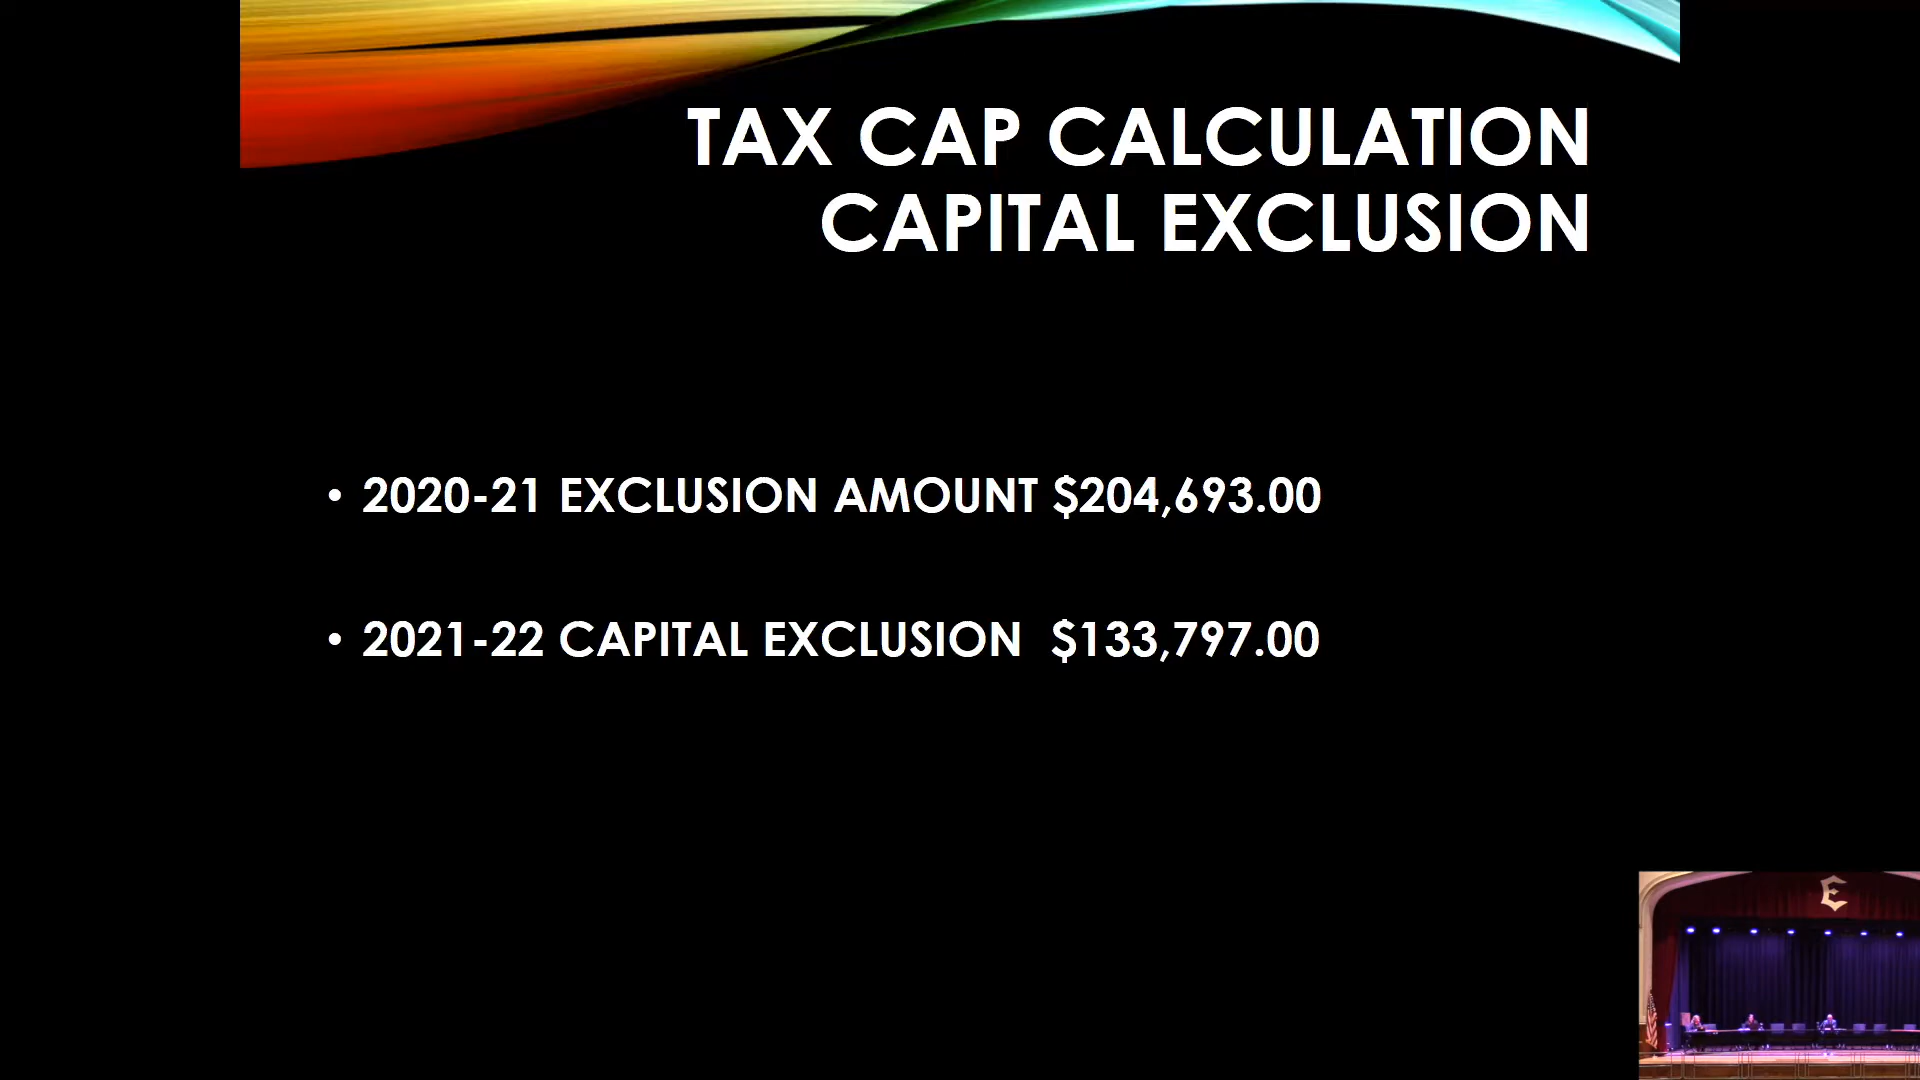 TAX CAP CALCULATION
CAPITAL EXCLUSION
• 2020-21 EXCLUSION AMOUNT $204,693.00
• 2021-22 CAPITAL EXCLUSION $133,797.00
E